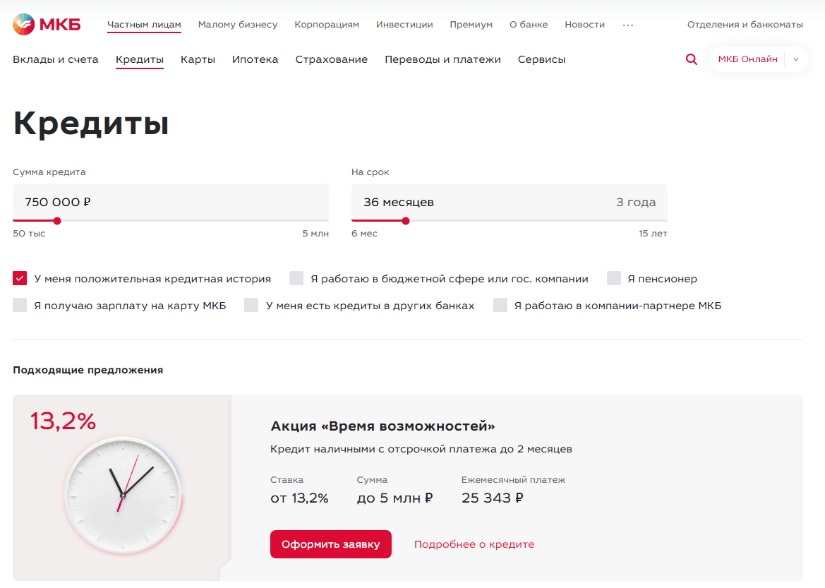 МКБ Частным лицам Малому бизнесу Корпорациям Инвестиции Премиум О банке Новости ··· Отделения и банкоматы
Вклады и счета Кредиты Карты Ипотека Страхование Переводы и платежи Сервисы МКБ Онлайн
Кредиты
Сумма кредита На срок
750 000 ₽ 36 месяцев 3 года
50 тыс 5 млн 6 мес 15 лет
У меня положительная кредитная история Я работаю в бюджетной сфере или гос. компании Я пенсионер
Я получаю зарплату на карту МКБ У меня есть кредиты в других банках Я работаю в компании-партнере МКБ
Подходящие предложения
13,2%
Акция «Время возможностей»
Кредит наличными с отсрочкой платежа до 2 месяцев
Ставка Сумма Ежемесячный платеж
от 13,2% до 5 млн ₽ 25 343 ₽
Оформить заявку Подробнее о кредите